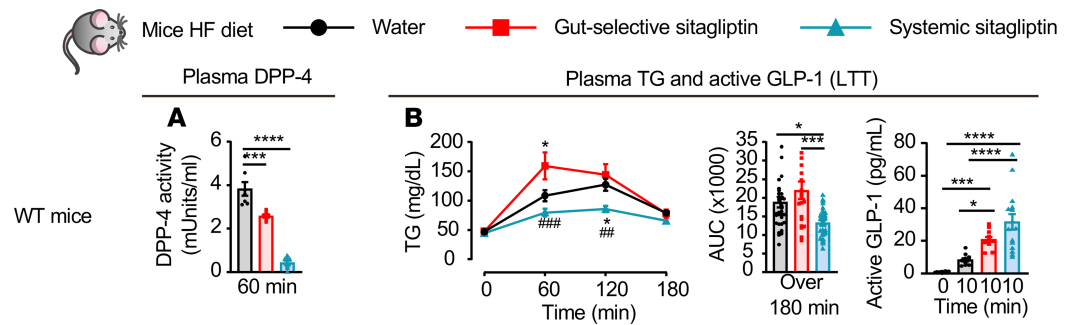 Mice HF diet Water Gut-selective sitagliptin Systemic sitagliptin
Plasma DPP-4
Plasma TG and active GLP-1 (LTT)
WT mice
A
DPP-4 activity
(mUnits/ml)
6
4
2
0
****
***
60 min
B
TG (mg/dL)
200
150
100
50
0
*
###
*
##
0 60 120 180
Time (min)
AUC (x1000)
35
30
25
20
15
10
5
0
*
***
Over
180 min
Active GLP-1 (pg/mL)
80
60
40
20
0
****
****
***
*
0 10 10 10
Time (min)